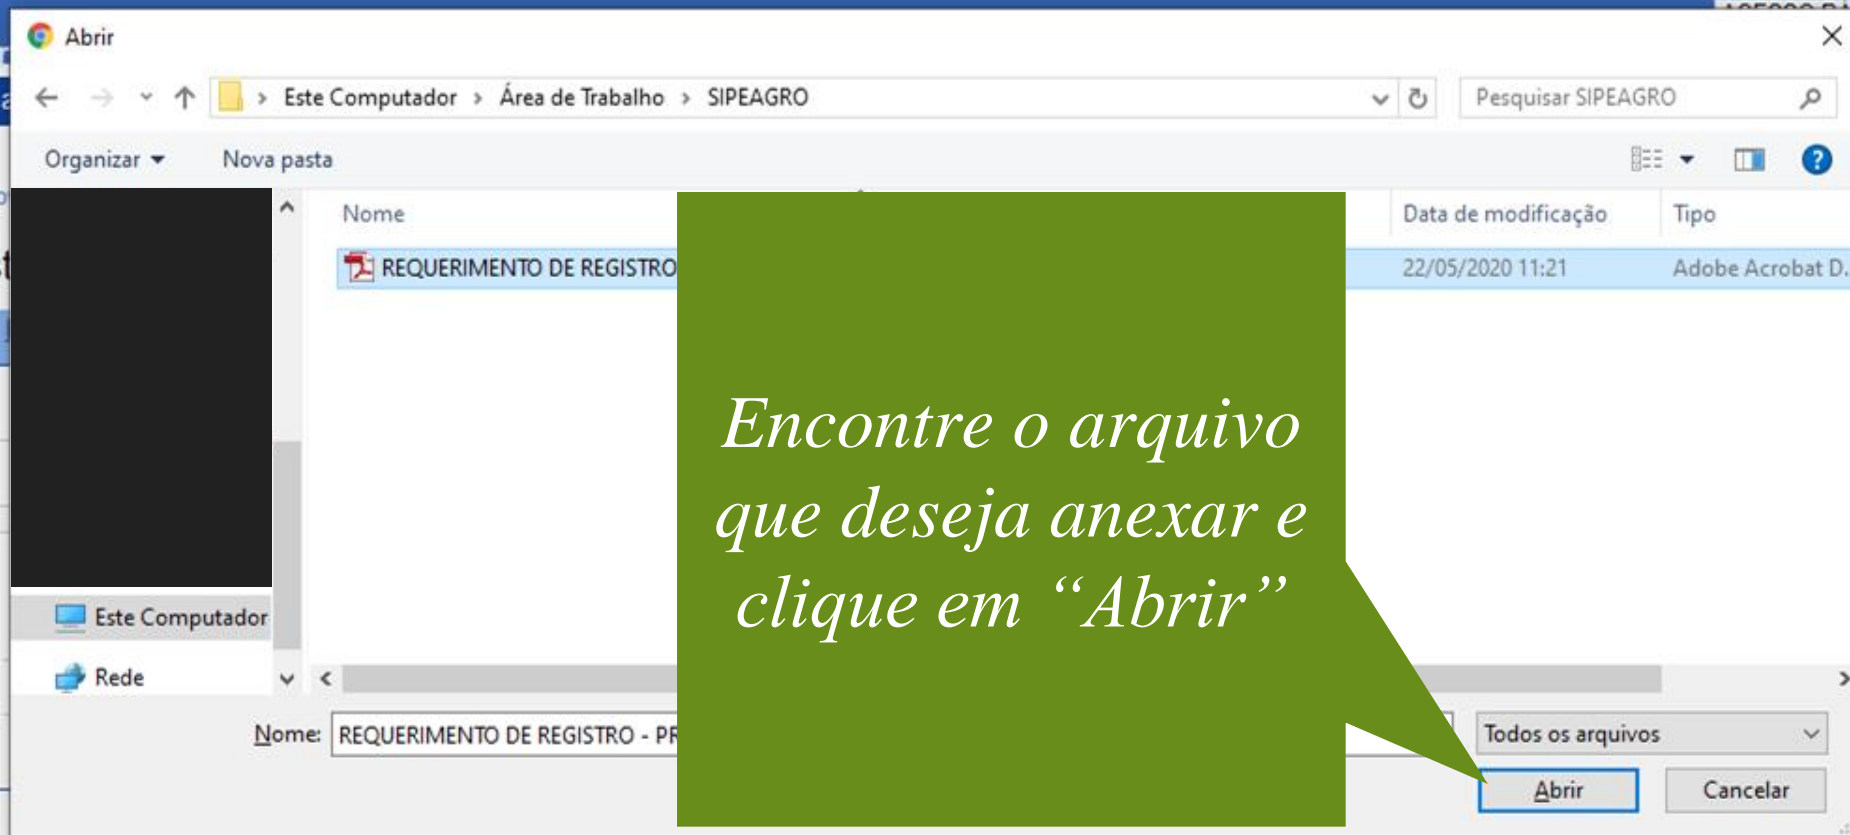 Abrir
Este Computador > Área de Trabalho > SIPEAGRO
Pesquisar SIPEAGRO
Organizar
Nova pasta
Nome
Data de modificação
Tipo
REQUERIMENTO DE REGISTRO
22/05/2020 11:21
Adobe Acrobat D.
Encontre o arquivo
que deseja anexar e
clique em “Abrir”
Este Computador
Rede
Nome: REQUERIMENTO DE REGISTRO - PR
Todos os arquivos
Abrir
Cancelar